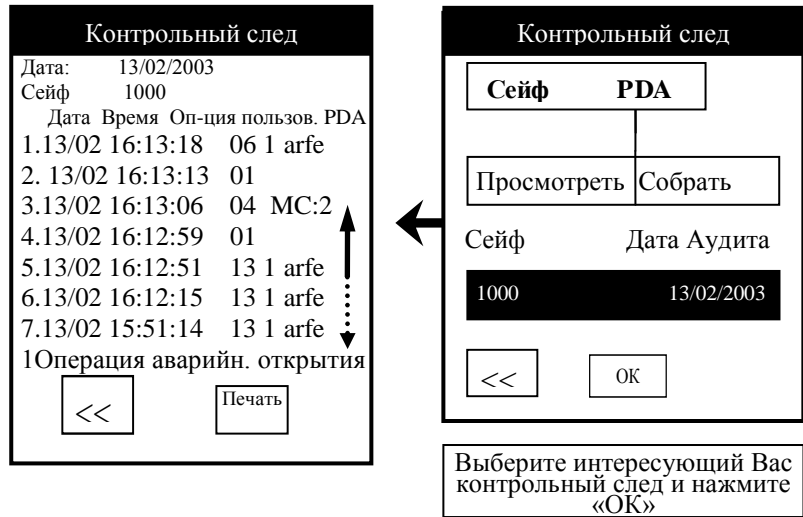 Контрольный след
Дата: 13/02/2003
Сейф 1000
Дата Время Оп-ция пользов. PDA
1.13/02 16:13:18 06 1 arfe
2. 13/02 16:13:13 01
3.13/02 16:13:06 04 MC:2
4.13/02 16:12:59 01
5.13/02 16:12:51 13 1 arfe
6.13/02 16:12:15 13 1 arfe
7.13/02 15:51:14 13 1 arfe
1Операция аварийн. открытия
<< Печать
Контрольный след
Сейф PDA
Просмотреть Собрать
Сейф Дата Аудита
1000 13/02/2003
<< ОК
Выберите интересующий Вас
контрольный след и нажмите
«ОК»